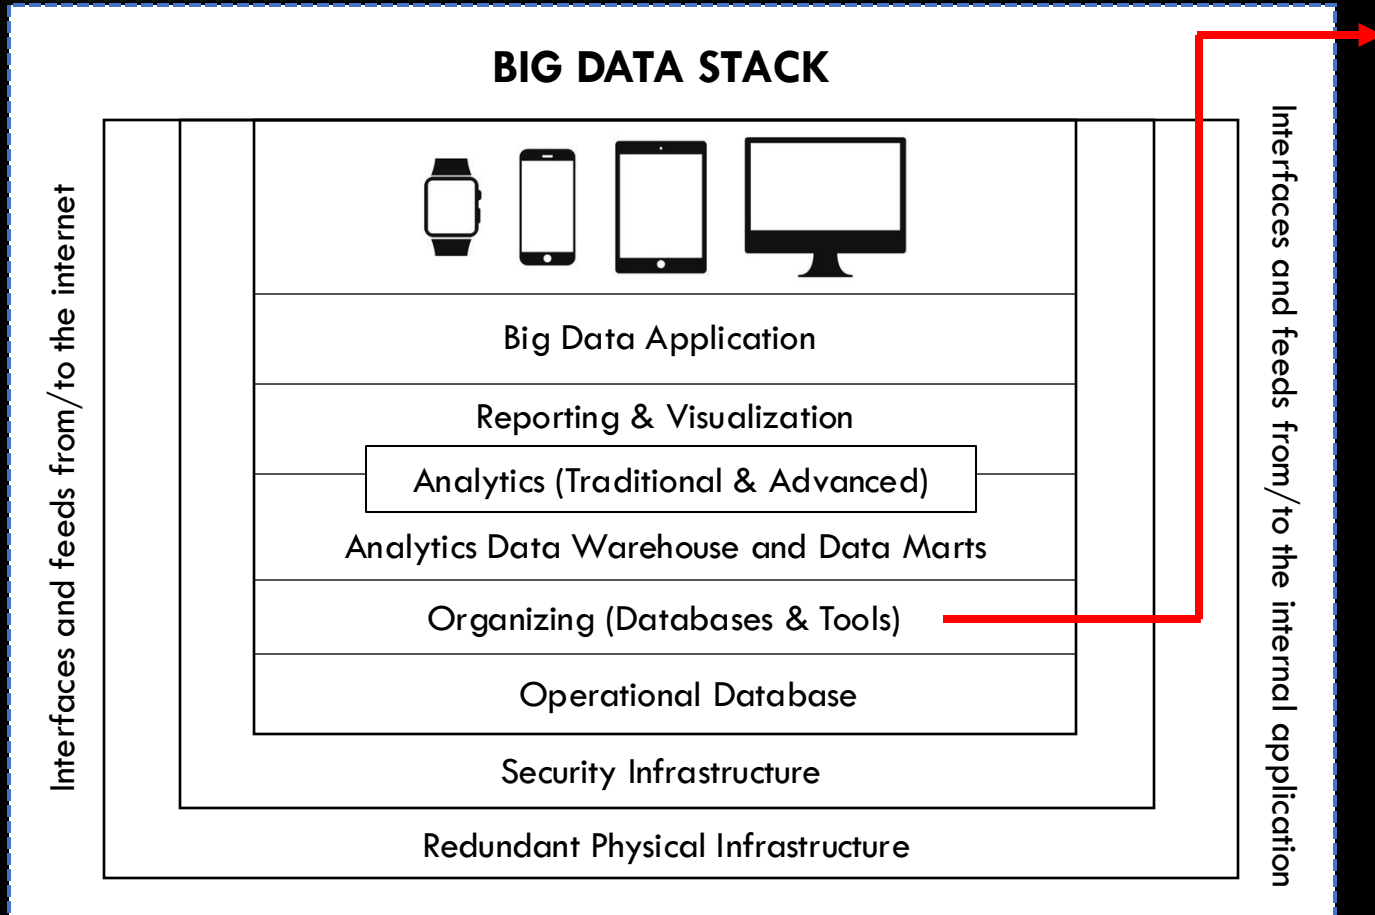 BIG DATA STACK
Interfaces and feeds from/to the internet
Big Data Application
Reporting & Visualization
Analytics (Traditional & Advanced)
Analytics Data Warehouse and Data Marts
Organizing (Databases & Tools)
Operational Database
Security Infrastructure
Redundant Physical Infrastructure
Interfaces and feeds from/to the internal application